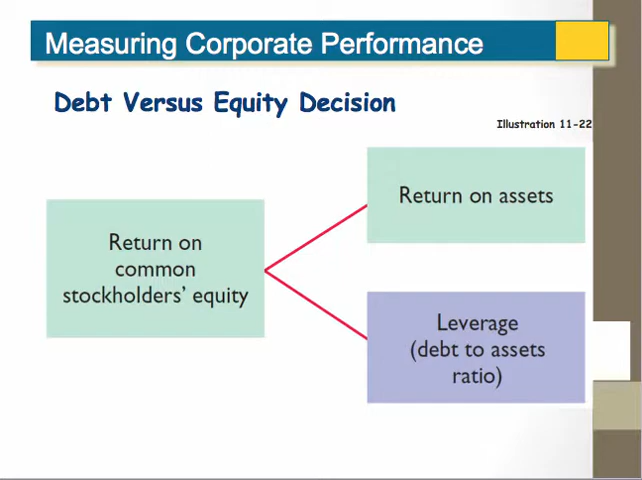 Measuring Corporate Performance
Debt Versus Equity Decision
Illustration 11-22
Return on assets
Return on
common
stockholders’ equity
Leverage
(debt to assets
ratio)